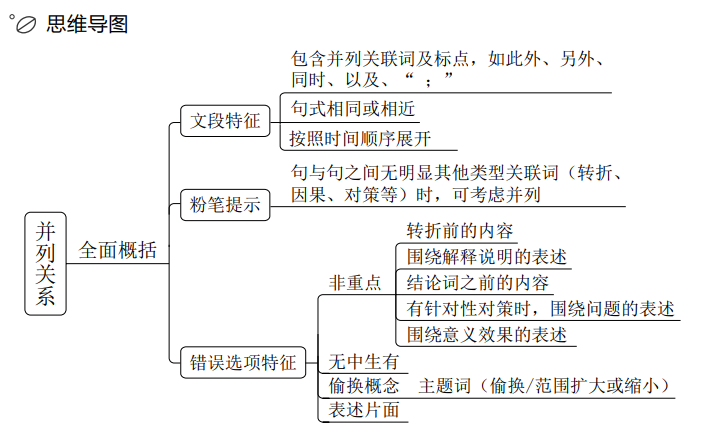 思维导图
包含并列关联词及标点，如此外、另外、
同时、以及、“ ；”
文段特征
句式相同或相近
按照时间顺序展开
句与句之间无明显其他类型关联词（转折、
因果、对策等）时，可考虑并列
粉笔提示
并列关系
全面概括
转折前的内容
围绕解释说明的表述
非重点
结论词之前的内容
有针对性对策时，围绕问题的表述
围绕意义效果的表述
错误选项特征
无中生有
偷换概念 主题词（偷换/范围扩大或缩小）
表述片面